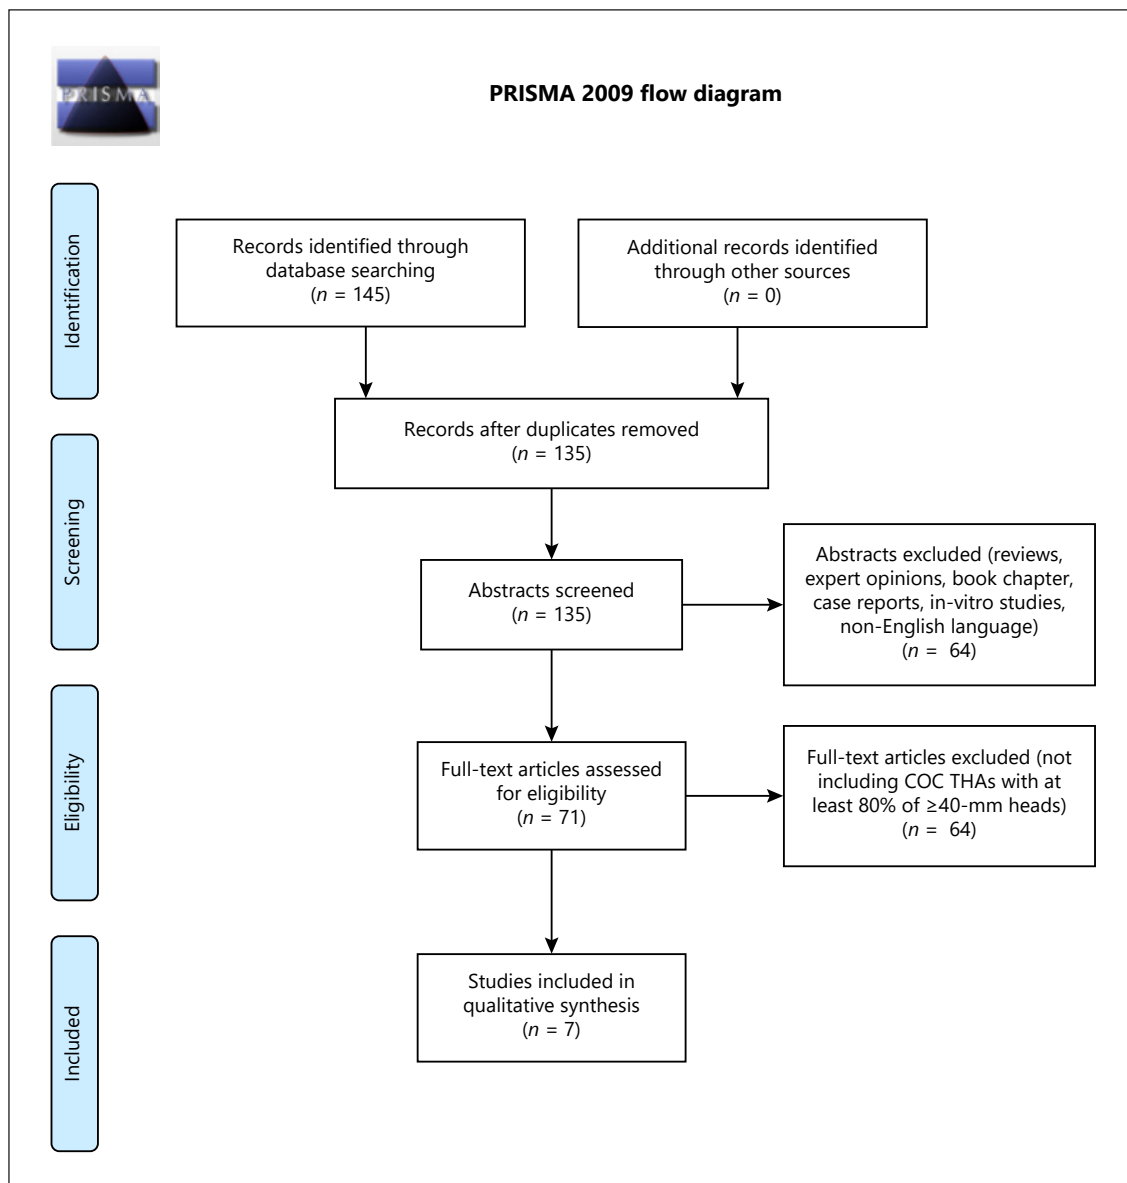 PRISMA
PRISMA 2009 flow diagram
Identification
Records identified through
database searching
(n = 145)
Additional records identified
through other sources
(n = 0)
Records after duplicates removed
(n = 135)
Screening
Abstracts screened
(n = 135)
Abstracts excluded (reviews,
expert opinions, book chapter,
case reports, in-vitro studies,
non-English language)
(n = 64)
Eligibility
Full-text articles assessed
for eligibility
(n = 71)
Full-text articles excluded (not
including COC THAs with at
least 80% of ≥40-mm heads)
(n = 64)
Included
Studies included in
qualitative synthesis
(n = 7)